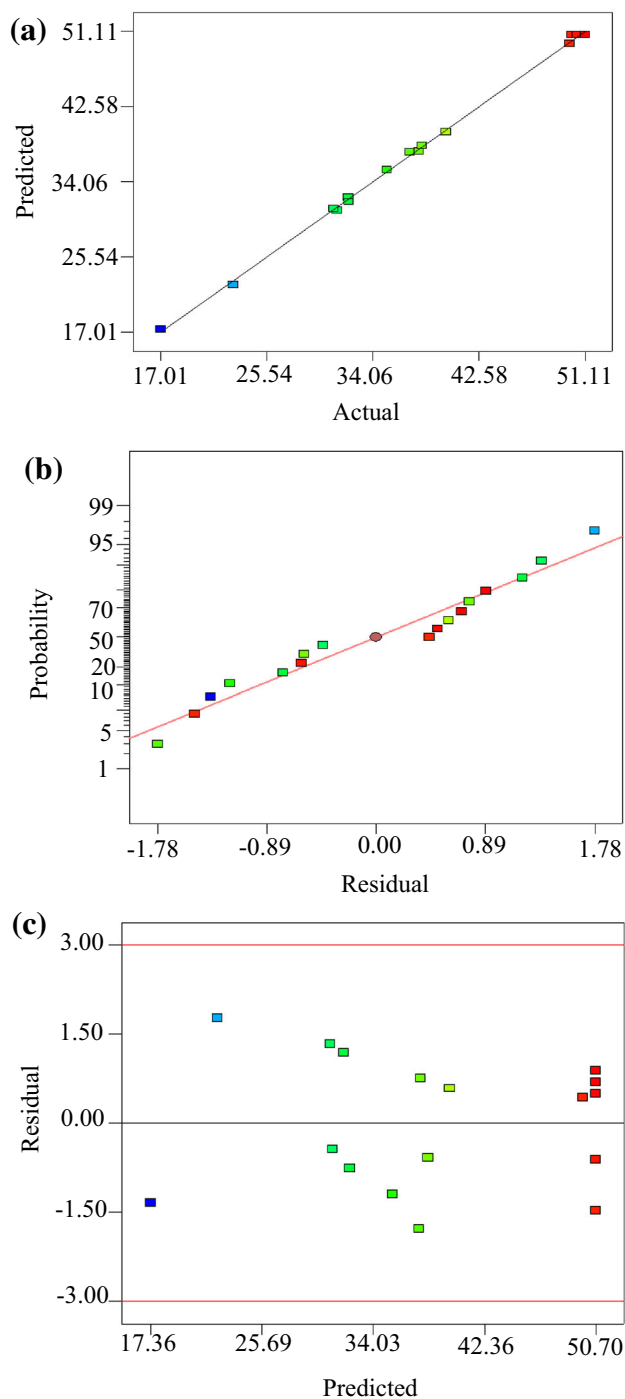 (a)
51.11
42.58
34.06
25.54
17.01
Predicted
17.01 25.54 34.06 42.58 51.11
Actual
(b)
99
95
70
50
20
10
5
1
Probability
-1.78 -0.89 0.00 0.89 1.78
Residual
(c)
3.00
1.50
0.00
-1.50
-3.00
Residual
17.36 25.69 34.03 42.36 50.70
Predicted